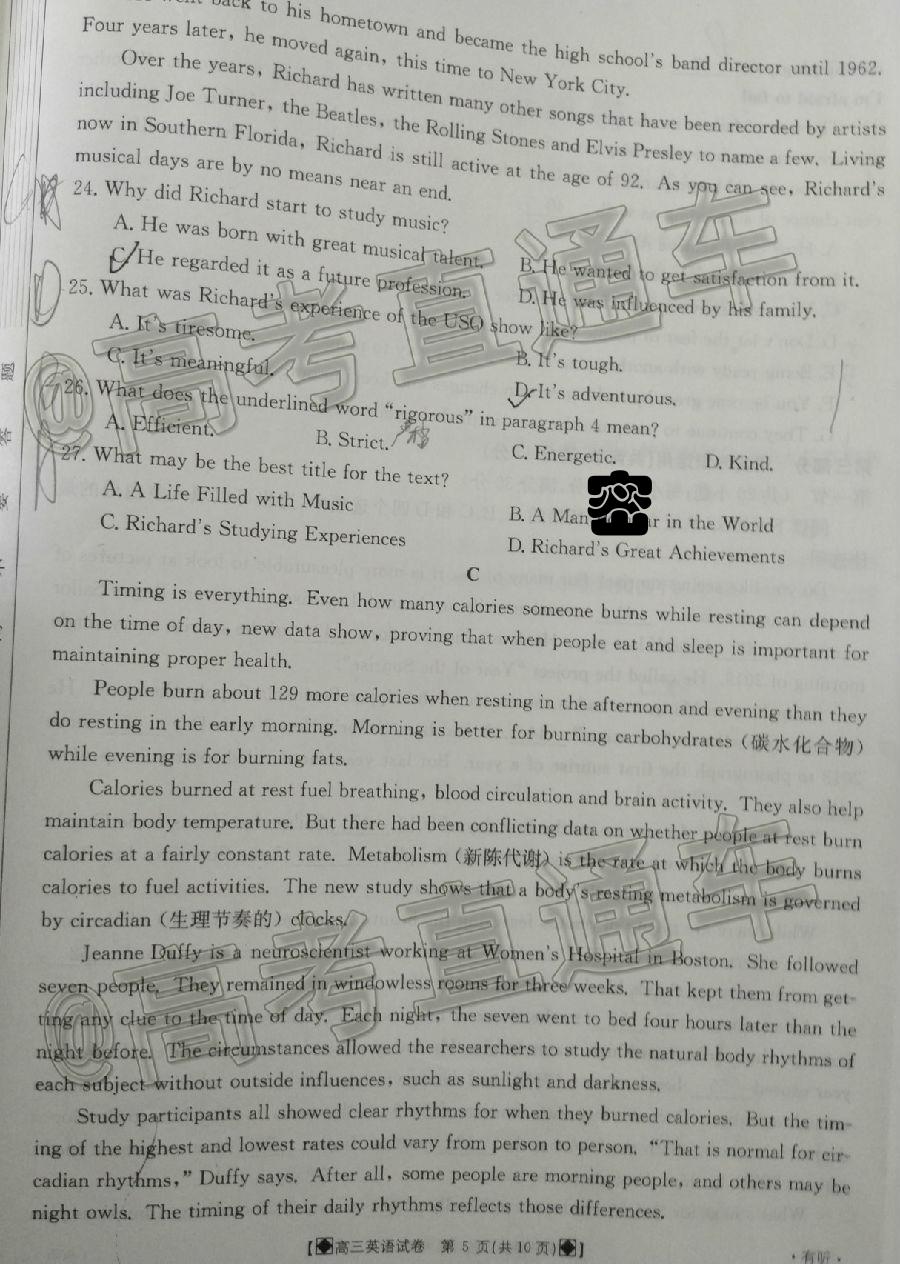 back to his hometown and became the high school's band director until 1962.
Four years later, he moved again, this time to New York City.
Over the years, Richard has written many other songs that have been recorded by artists
including Joe Turner, the Beatles, the Rolling Stones and Elvis Presley to name a few. Living
now in Southern Florida, Richard is still active at the age of 92. As you can see, Richard's
musical days are by no means near an end.
24. Why did Richard start to study music?
A. He was born with great musical talent. B. He wanted to get satisfaction from it.
C. He regarded it as a future profession. D. He was influenced by his family.
25. What was Richard's experience of the USO show like?
A. It's tiresome. B. It's tough.
C. It's meaningful. D. It's adventurous.
26. What does the underlined word “rigorous” in paragraph 4 mean?
A. Efficient. B. Strict. C. Energetic. D. Kind.
27. What may be the best title for the text?
A. A Life Filled with Music B. A Man in the World
C. Richard's Studying Experiences D. Richard's Great Achievements
C
Timing is everything. Even how many calories someone burns while resting can depend
on the time of day, new data show, proving that when people eat and sleep is important for
maintaining proper health.
People burn about 129 more calories when resting in the afternoon and evening than they
do resting in the early morning. Morning is better for burning carbohydrates (碳水化合物)
while evening is for burning fats.
Calories burned at rest fuel breathing, blood circulation and brain activity. They also help
maintain body temperature. But there had been conflicting data on whether people at rest burn
calories at a fairly constant rate. Metabolism (新陈代谢) is the rate at which the body burns
calories to fuel activities. The new study shows that a body's resting metabolism is governed
by circadian (生理节奏的) clocks.
Jeanne Duffy is a neuroscientist working at Women's Hospital in Boston. She followed
seven people. They remained in windowless rooms for three weeks. That kept them from get-
ting any clue to the time of day. Each night, the seven went to bed four hours later than the
night before. The circumstances allowed the researchers to study the natural body rhythms of
each subject without outside influences, such as sunlight and darkness.
Study participants all showed clear rhythms for when they burned calories. But the tim-
ing of the highest and lowest rates could vary from person to person. “That is normal for cir-
cadian rhythms,” Duffy says. After all, some people are morning people, and others may be
night owls. The timing of their daily rhythms reflects those differences.
【◆高三英语试卷 第 5 页(共 10 页)◆】
·有听·
@高考直通车
@高考直通车
题
答
要